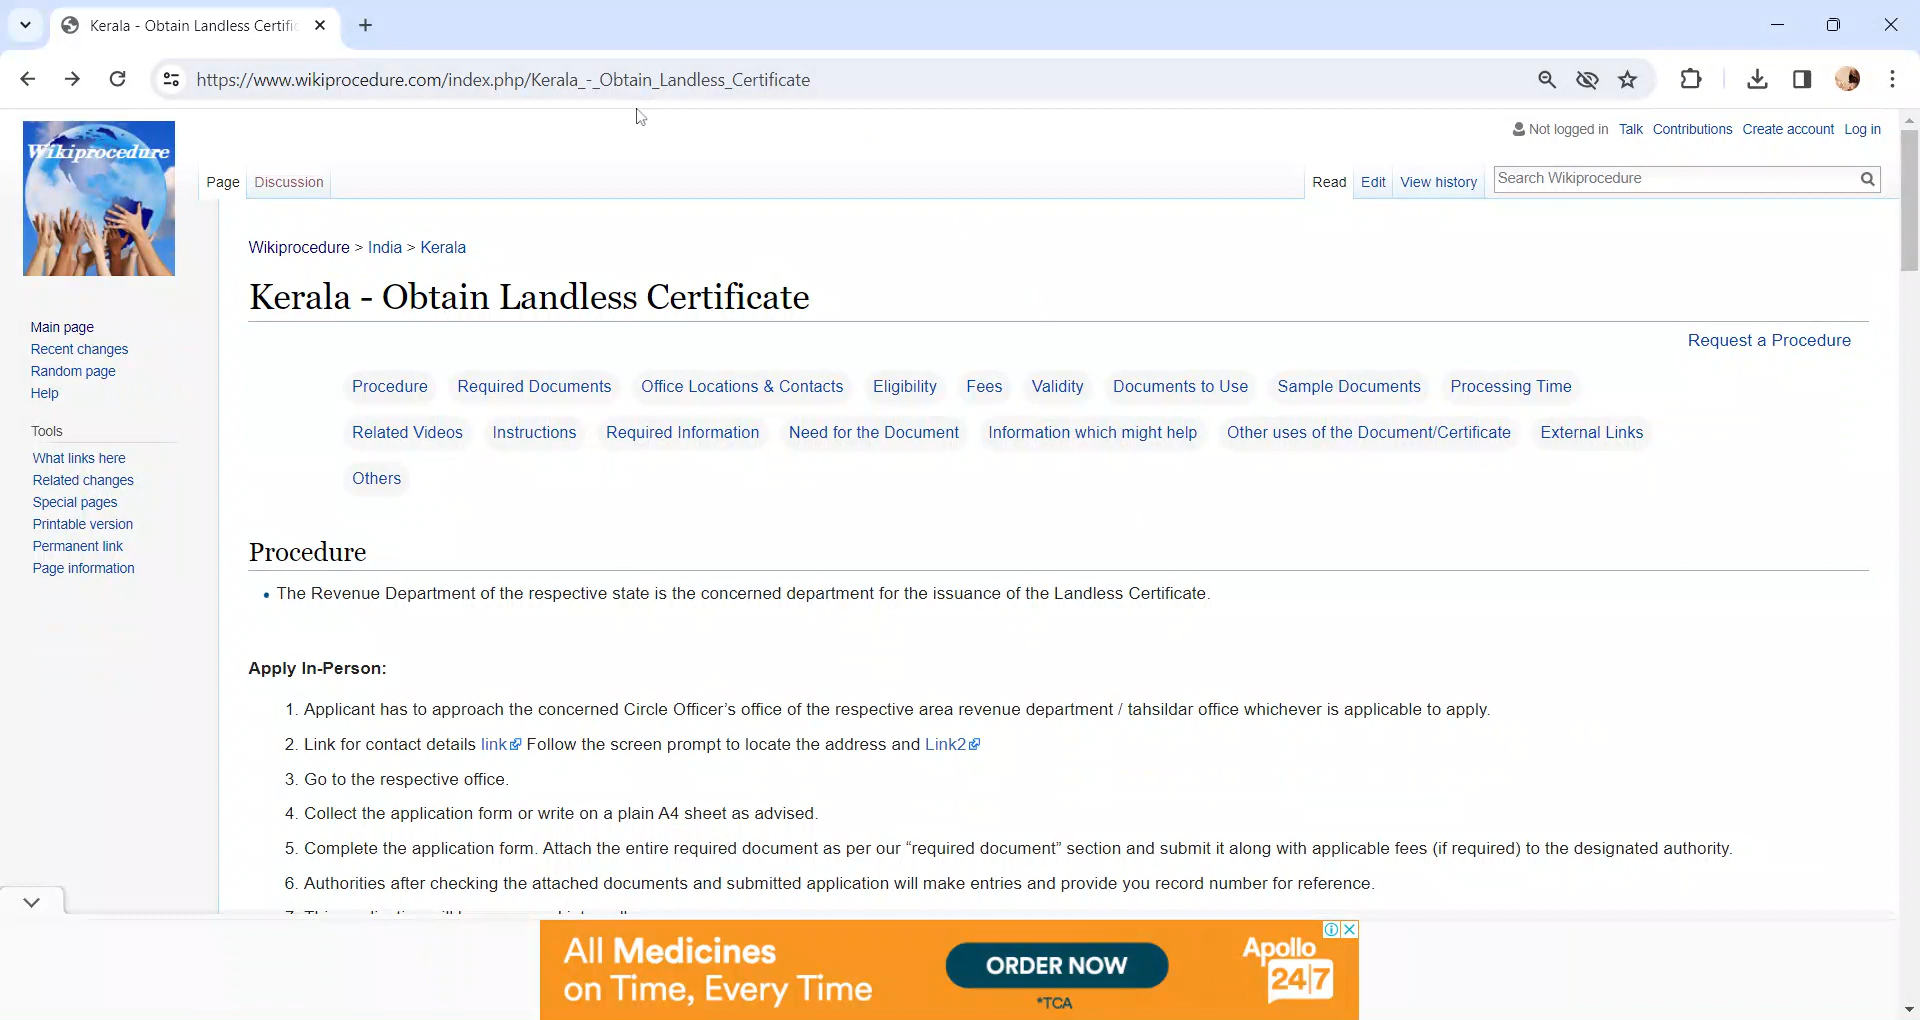 Kerala - Obtain Landless Certific
https://www.wikiprocedure.com/index.php/Kerala_-_Obtain_Landless_Certificate
Wikiprocedure
Not logged in Talk Contributions Create account Log in
Page Discussion Read Edit View history Search Wikiprocedure
Wikiprocedure > India > Kerala
Kerala - Obtain Landless Certificate
Request a Procedure
Main page
Recent changes
Random page
Help
Tools
What links here
Related changes
Special pages
Printable version
Permanent link
Page information
Procedure Required Documents Office Locations & Contacts Eligibility Fees Validity Documents to Use Sample Documents Processing Time
Related Videos Instructions Required Information Need for the Document Information which might help Other uses of the Document/Certificate External Links
Others
Procedure
• The Revenue Department of the respective state is the concerned department for the issuance of the Landless Certificate.
Apply In-Person:
1. Applicant has to approach the concerned Circle Officer’s office of the respective area revenue department / tahsildar office whichever is applicable to apply.
2. Link for contact details link Follow the screen prompt to locate the address and Link2
3. Go to the respective office.
4. Collect the application form or write on a plain A4 sheet as advised.
5. Complete the application form. Attach the entire required document as per our “required document” section and submit it along with applicable fees (if required) to the designated authority.
6. Authorities after checking the attached documents and submitted application will make entries and provide you record number for reference.
All Medicines
on Time, Every Time
ORDER NOW
*TCA
Apollo
24|7